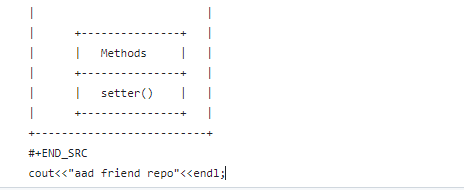 |                          |
|      +---------------+   |
|      |   Methods     |   |
|      +---------------+   |
|      |   setter()    |   |
|      +---------------+   |
+--------------------------+
#+END_SRC
cout<<"aad friend repo"<<endl;